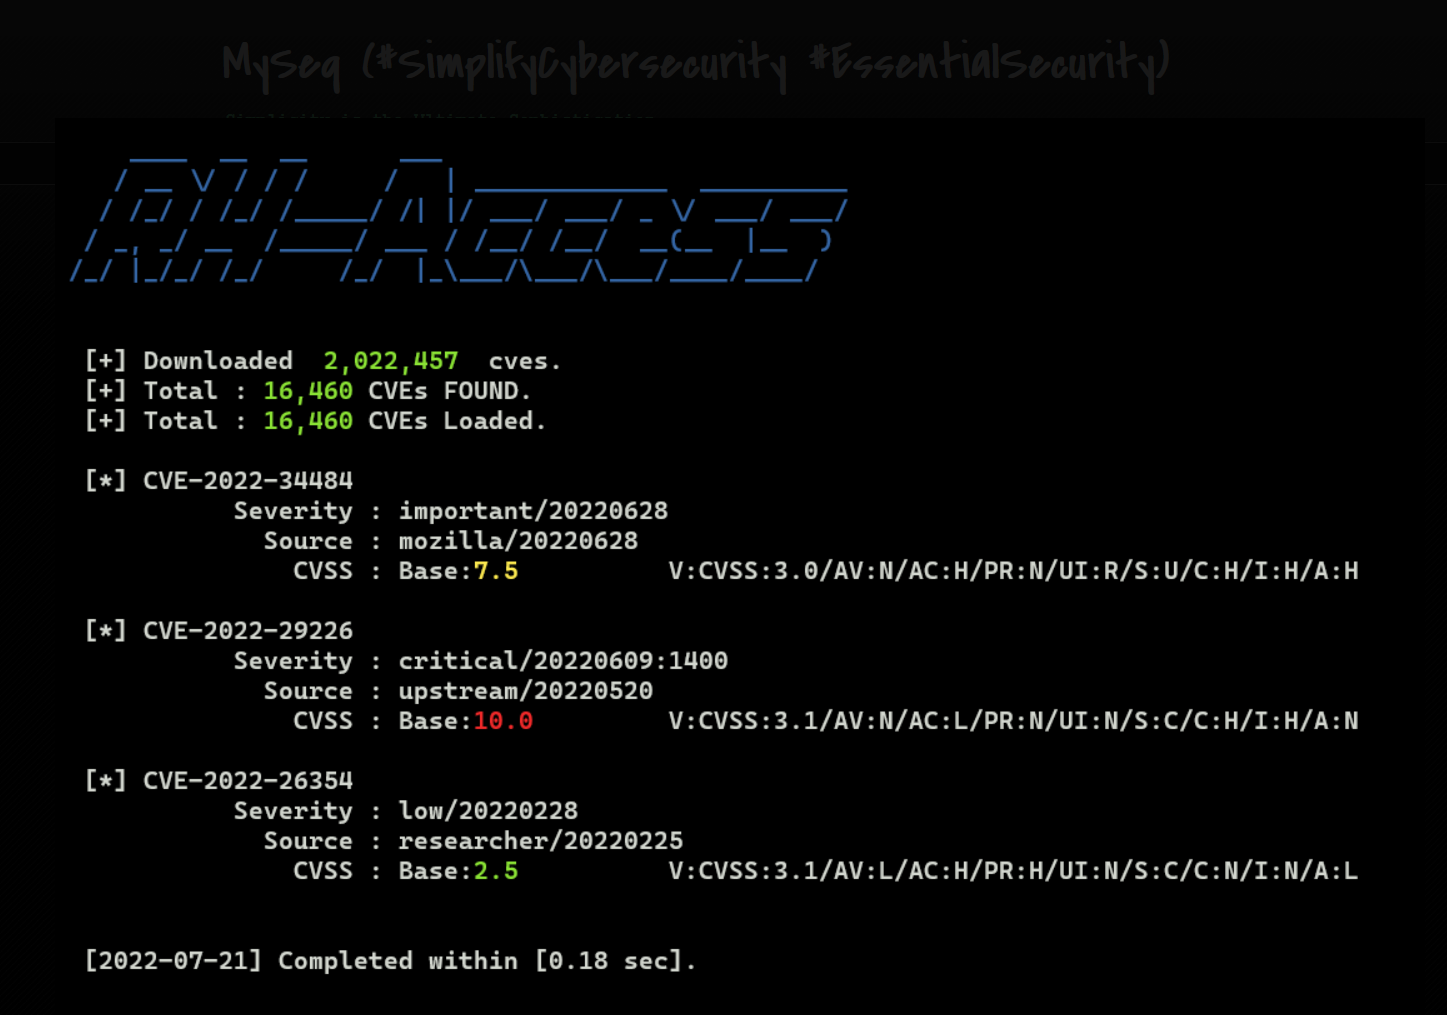 MySeq (#SimplifyCybersecurity #EssentialSecurity)
RH-Access
[+] Downloaded 2,022,457 cves.
[+] Total : 16,460 CVEs FOUND.
[+] Total : 16,460 CVEs Loaded.
[*] CVE-2022-34484
Severity : important/20220628
Source : mozilla/20220628
CVSS : Base:7.5 V:CVSS:3.0/AV:N/AC:H/PR:N/UI:R/S:U/C:H/I:H/A:H
[*] CVE-2022-29226
Severity : critical/20220609:1400
Source : upstream/20220520
CVSS : Base:10.0 V:CVSS:3.1/AV:N/AC:L/PR:N/UI:N/S:C/C:H/I:H/A:N
[*] CVE-2022-26354
Severity : low/20220228
Source : researcher/20220225
CVSS : Base:2.5 V:CVSS:3.1/AV:L/AC:H/PR:H/UI:N/S:C/C:N/I:N/A:L
[2022-07-21] Completed within [0.18 sec].